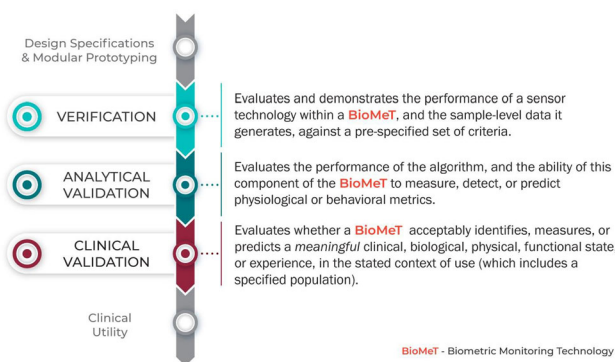 Design Specifications
& Modular Prototyping
VERIFICATION
Evaluates and demonstrates the performance of a sensor
technology within a BioMeT, and the sample-level data it
generates, against a pre-specified set of criteria.
ANALYTICAL
VALIDATION
Evaluates the performance of the algorithm, and the ability of this
component of the BioMeT to measure, detect, or predict
physiological or behavioral metrics.
CLINICAL
VALIDATION
Evaluates whether a BioMeT acceptably identifies, measures, or
predicts a meaningful clinical, biological, physical, functional state
or experience, in the stated context of use (which includes a
specified population).
Clinical
Utility
BioMeT - Biometric Monitoring Technology